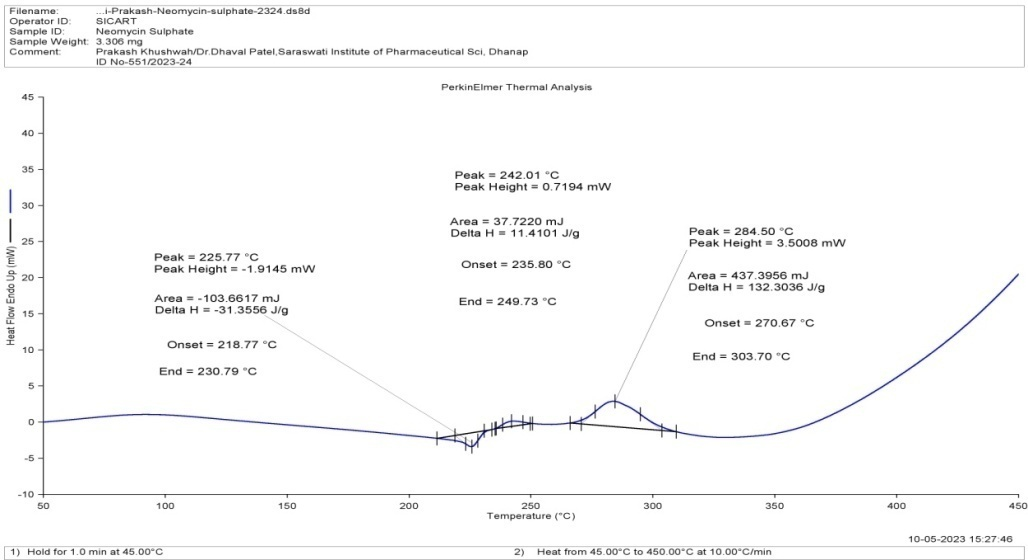 Filename: ...i-Prakash-Neomycin-sulphate-2324.ds8d
Operator ID: SICART
Sample ID: Neomycin Sulphate
Sample Weight: 3.306 mg
Comment: Prakash Khushwah/Dr.Dhaval Patel,Saraswati Institute of Pharmaceutical Sci, Dhanap
ID No-551/2023-24
PerkinElmer Thermal Analysis
45
40
35
30
25
20
15
10
5
0
-5
-10
Heat Flow Endo Up (mW)
Peak = 225.77 °C
Peak Height = -1.9145 mW
Area = -103.6617 mJ
Delta H = -31.3556 J/g
Onset = 218.77 °C
End = 230.79 °C
Peak = 242.01 °C
Peak Height = 0.7194 mW
Area = 37.7220 mJ
Delta H = 11.4101 J/g
Onset = 235.80 °C
End = 249.73 °C
Peak = 284.50 °C
Peak Height = 3.5008 mW
Area = 437.3956 mJ
Delta H = 132.3036 J/g
Onset = 270.67 °C
End = 303.70 °C
50 100 150 200 250 300 350 400 450
Temperature (°C)
10-05-2023 15:27:46
1) Hold for 1.0 min at 45.00°C 2) Heat from 45.00°C to 450.00°C at 10.00°C/min